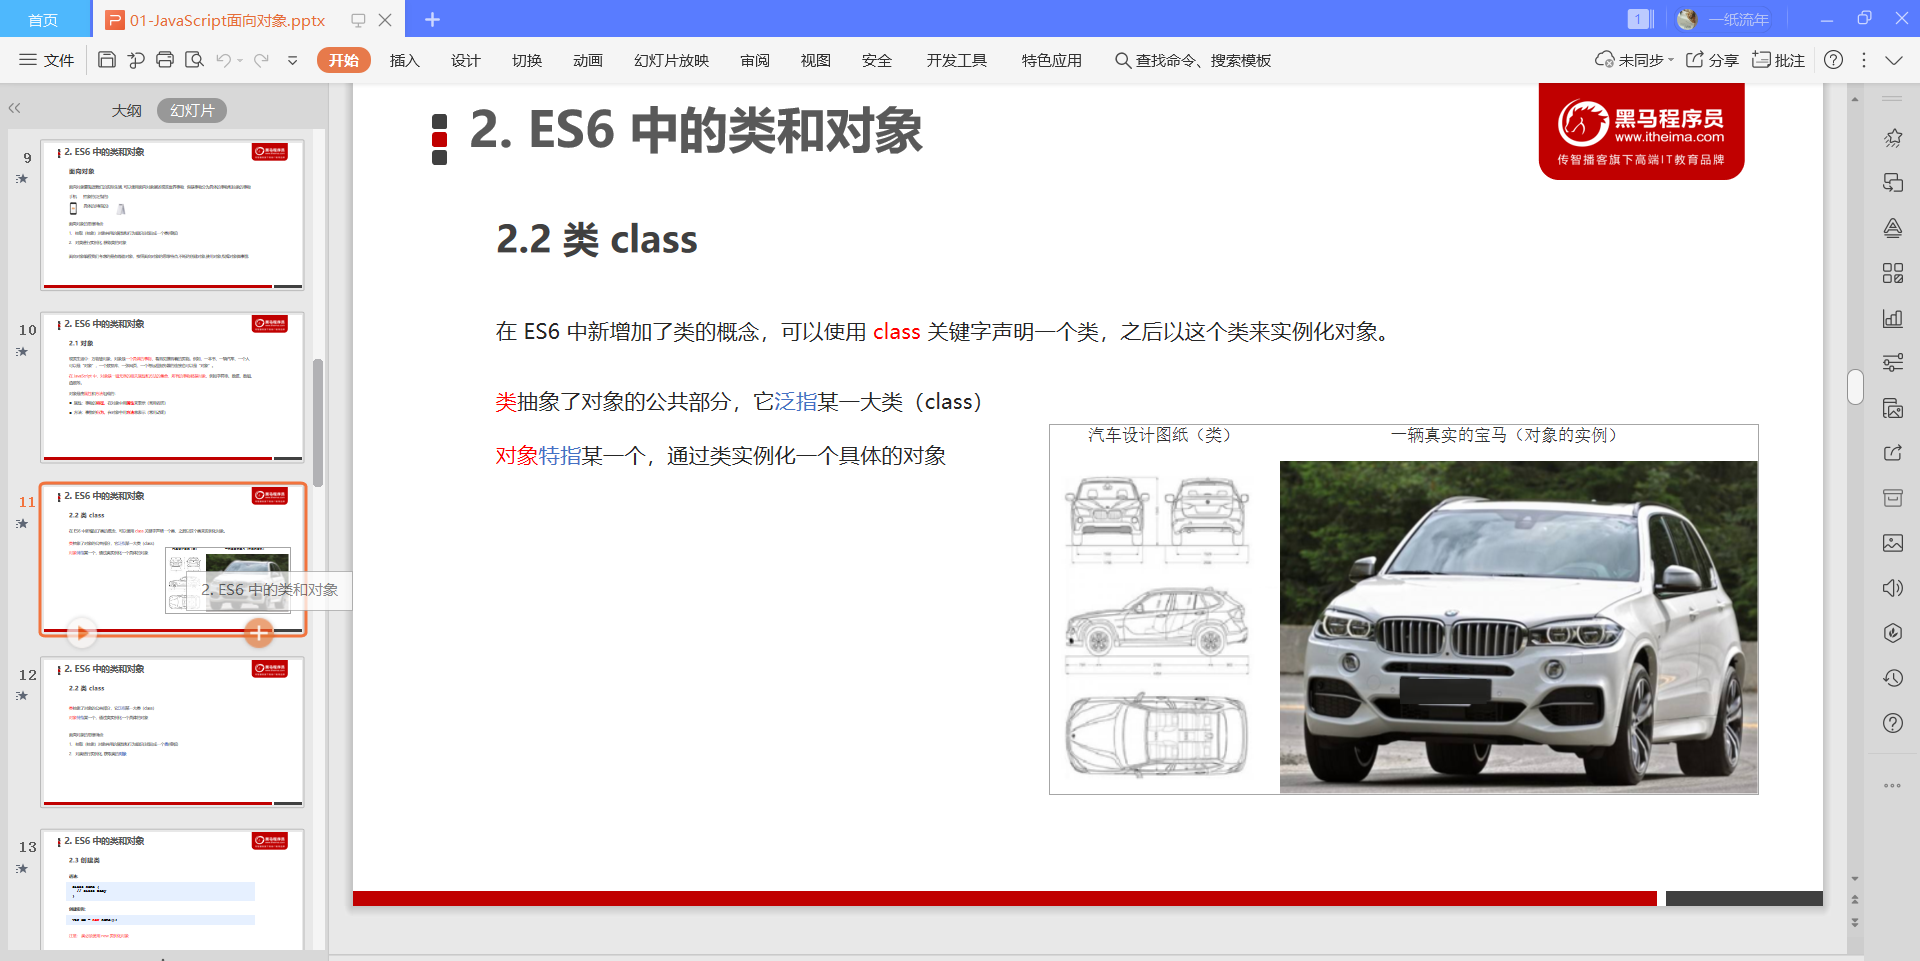 首页
01-JavaScript面向对象.pptx
1
一纸流年
文件
开始
插入
设计
切换
动画
幻灯片放映
审阅
视图
安全
开发工具
特色应用
查找命令、搜索模板
未同步
分享
批注
大纲
幻灯片
9
2. ES6 中的类和对象
面向对象
10
2. ES6 中的类和对象
2.1 对象
11
2. ES6 中的类和对象
2.2 类 class
2. ES6 中的类和对象
12
2. ES6 中的类和对象
2.2 类 class
13
2. ES6 中的类和对象
2.3 创建类
2. ES6 中的类和对象
黑马程序员
www.itheima.com
传智播客旗下高端IT教育品牌
2.2 类 class
在 ES6 中新增加了类的概念，可以使用 class 关键字声明一个类，之后以这个类来实例化对象。
类抽象了对象的公共部分，它泛指某一大类（class）
对象特指某一个，通过类实例化一个具体的对象
汽车设计图纸（类）
一辆真实的宝马（对象的实例）